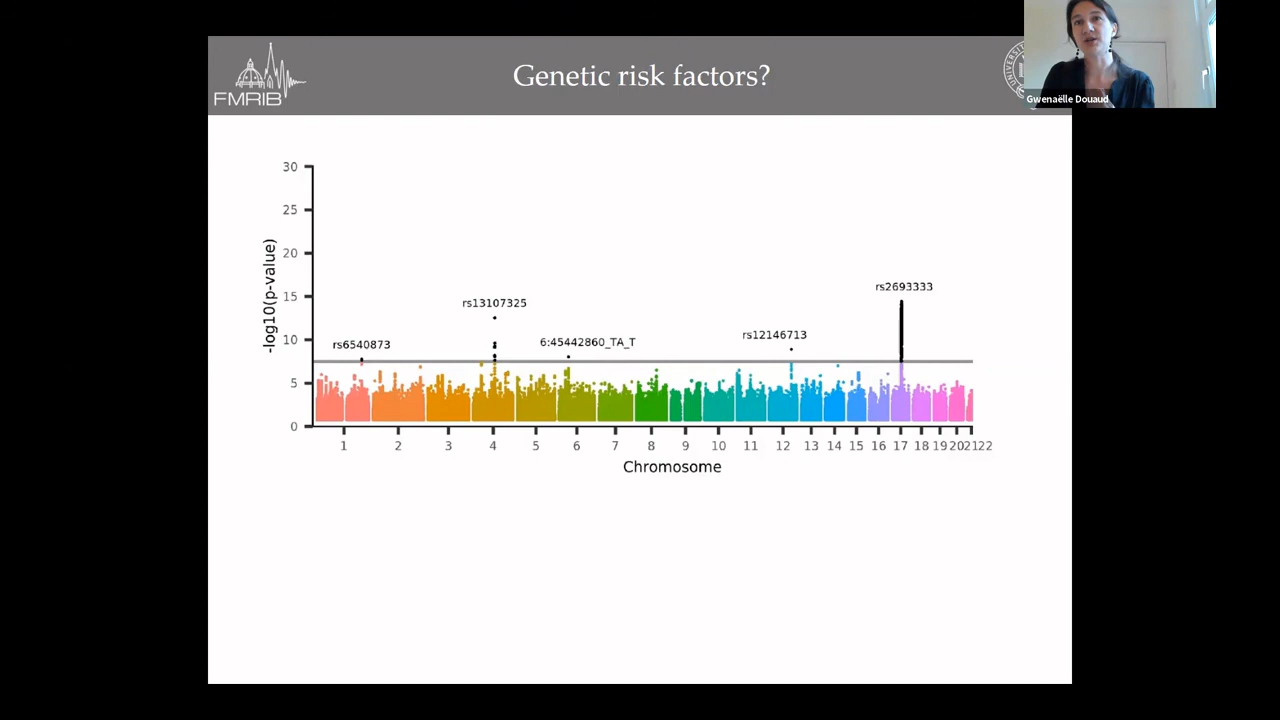 FMRIB
Genetic risk factors?
UNIVERSITY
Gwenaëlle Douaud
30
25
20
15
10
5
0
-log10(p-value)
rs6540873
rs13107325
6:45442860_TA_T
rs12146713
rs2693333
1 2 3 4 5 6 7 8 9 10 11 12 13 14 15 16 17 18 19 20 21 22
Chromosome